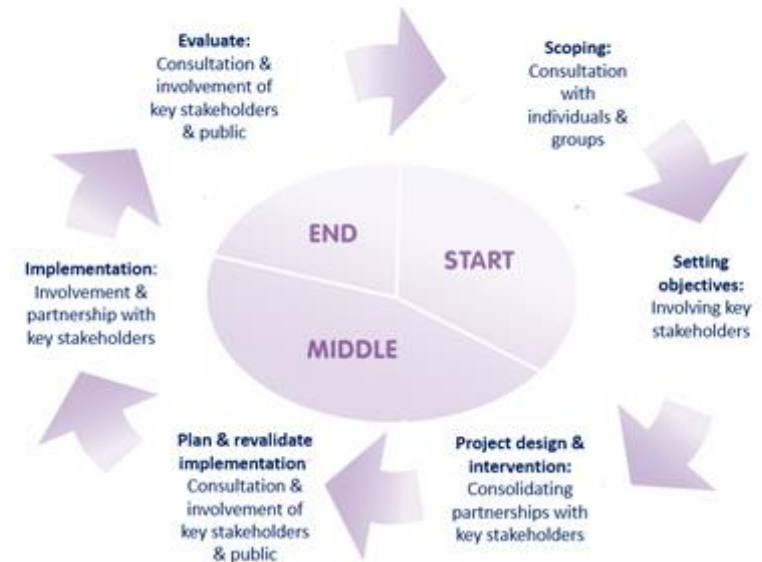 Evaluate:
Consultation &
involvement of
key stakeholders
& public
Scoping:
Consultation
with
individuals &
groups
END
START
MIDDLE
Implementation:
Involvement &
partnership with
key stakeholders
Setting
objectives:
Involving key
stakeholders
Plan & revalidate
implementation
Consultation &
involvement of
key stakeholders
& public
Project design &
intervention:
Consolidating
partnerships with
key stakeholders